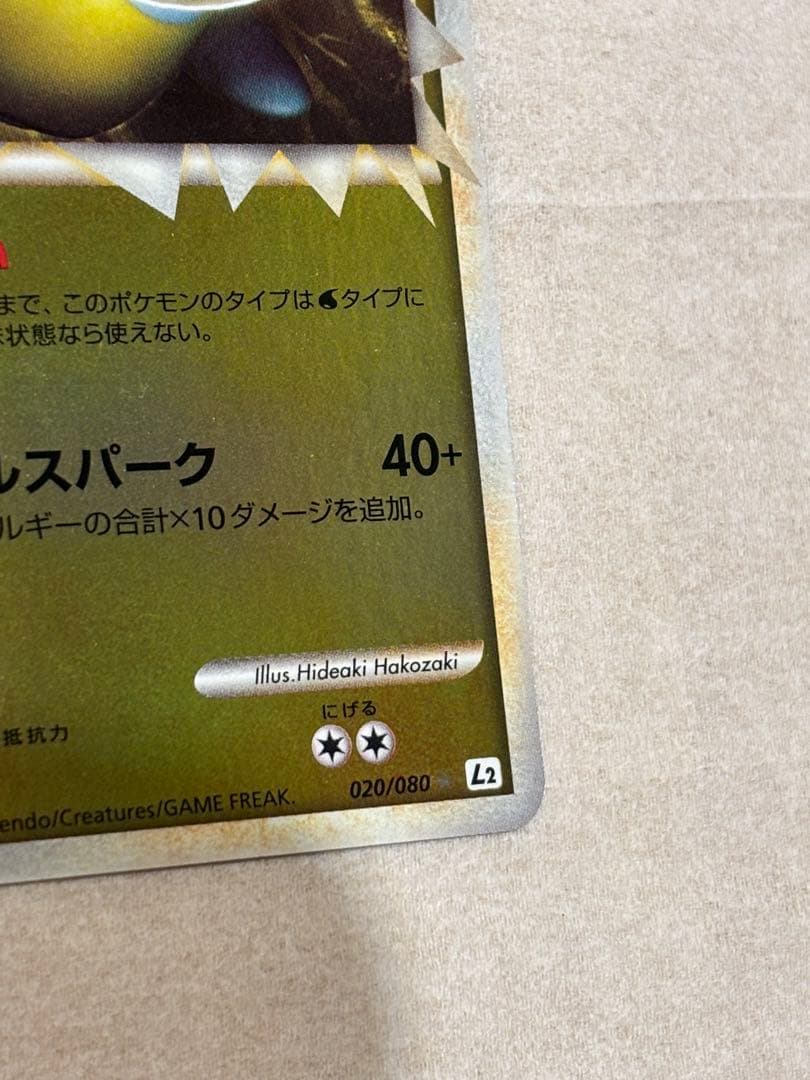 まで、このポケモンのタイプはタイプに
状態なら使えない。
ルスパーク 40+
ルギーの合計×10ダメージを追加。
Illus.Hideaki Hakozaki
にげる
抵抗力
020/080 L2
endo/Creatures/GAME FREAK.